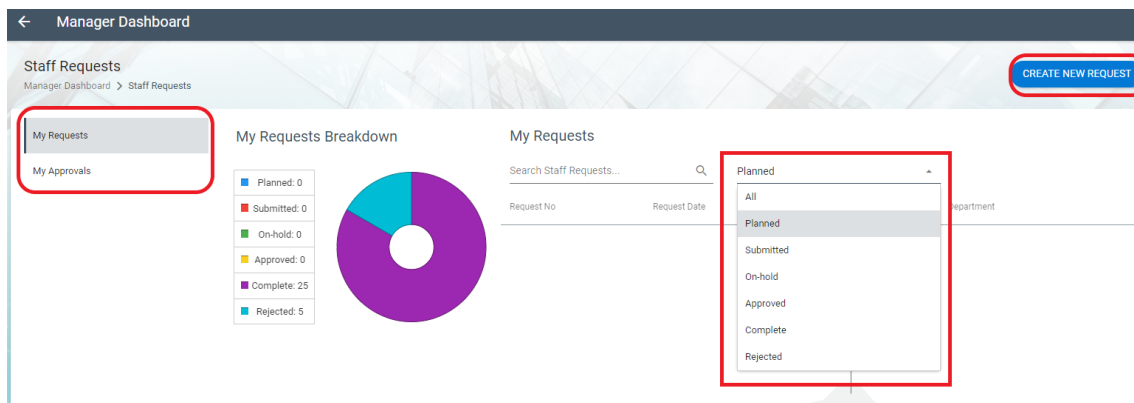 Manager Dashboard
Staff Requests
Manager Dashboard > Staff Requests
CREATE NEW REQUEST
My Requests
My Approvals
My Requests Breakdown
Planned: 0
Submitted: 0
On-hold: 0
Approved: 0
Complete: 25
Rejected: 5
My Requests
Search Staff Requests...
Planned
Request No Request Date
All
Planned
Submitted
On-hold
Approved
Complete
Rejected